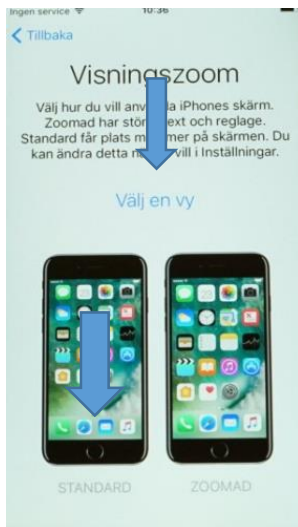 Ingen service 10:36
Tillbaka
Visningszoom
Välj hur du vill iPhones skärm.
Zoomad har text och reglage.
Standard får plats på skärmen. Du
kan ändra detta vill i Inställningar.
Välj en vy
STANDARD ZOOMAD